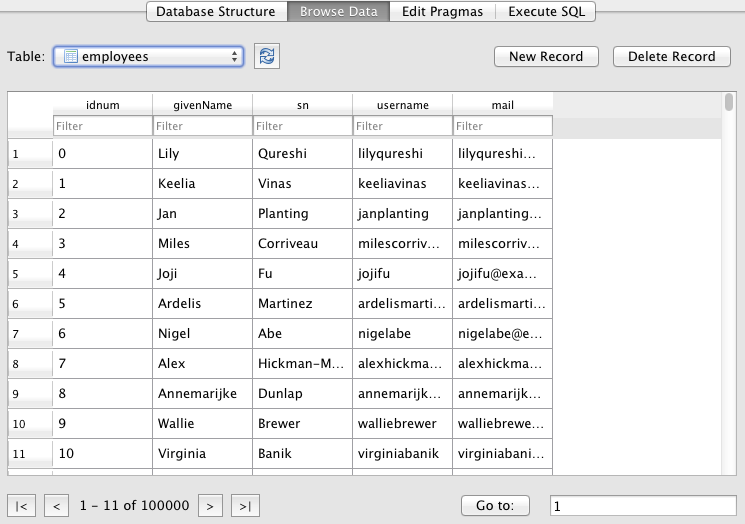 Database Structure Browse Data Edit Pragmas Execute SQL
Table: employees New Record Delete Record
idnum givenName sn username mail
Filter Filter Filter Filter Filter
1 0 Lily Qureshi lilyqureshi lilyqureshi...
2 1 Keelia Vinas keeliavinas keeliavinas...
3 2 Jan Planting janplanting janplanting...
4 3 Miles Corriveau milescorriv... milescorriv...
5 4 Joji Fu jojifu jojifu@exa...
6 5 Ardelis Martinez ardelismarti... ardelismarti...
7 6 Nigel Abe nigelabe nigelabe@e...
8 7 Alex Hickman-M... alexhickma... alexhickma...
9 8 Annemarijke Dunlap annemarijk... annemarijk...
10 9 Wallie Brewer walliebrewer walliebrewe...
11 10 Virginia Banik virginiabanik virginiabani...
|< < 1 - 11 of 100000 > >| Go to: 1